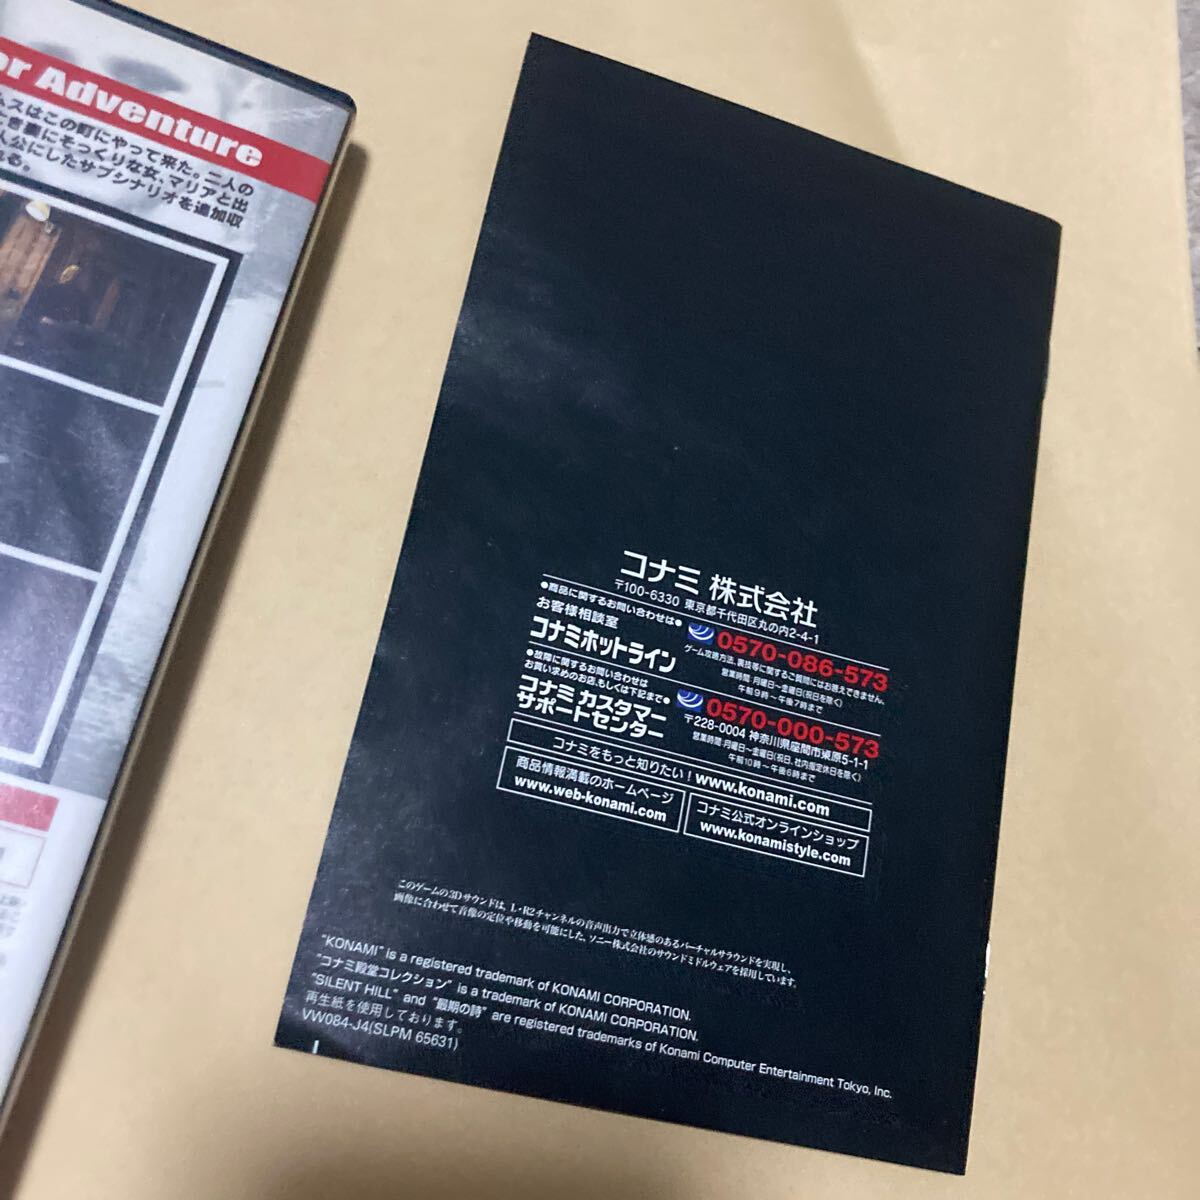 or Adventure
ムスはこの町にやって来た。二人の
き妻にそっくりな女、マリアと出
人公にしたサブシナリオを追加収
れる。
コナミ 株式会社
〒100-6330 東京都千代田区丸の内2-4-1
●商品に関するお問い合わせは●
お客様相談室
コナミホットライン
0570-086-573
ゲーム攻略方法、裏技等に関するご質問にはお答えできません。
営業時間:月曜日～金曜日(祝日を除く)
午前9時～午後7時まで
●故障に関するお問い合わせは
お買い求めのお店、もしくは下記まで●
コナミ カスタマー
サポートセンター
0570-000-573
〒228-0004 神奈川県座間市東原5-1-1
営業時間:月曜日～金曜日(祝日、社内指定休日を除く)
午前10時～午後6時まで
コナミをもっと知りたい! www.konami.com
商品情報満載のホームページ
www.web-konami.com
コナミ公式オンラインショップ
www.konamistyle.com
このゲームの3Dサウンドは、L・R2チャンネルの音声出力で立体感のあるバーチャルサラウンドを実現し、
画像に合わせて音像の定位や移動を可能にした、ソニー株式会社のサウンドミドルウェアを採用しています。
"KONAMI" is a registered trademark of KONAMI CORPORATION.
"コナミ殿堂コレクション" is a trademark of KONAMI CORPORATION.
"SILENT HILL" and "最期の詩" are registered trademarks of Konami Computer Entertainment Tokyo, Inc.
再生紙を使用しております。
VW084-J4(SLPM 65631)